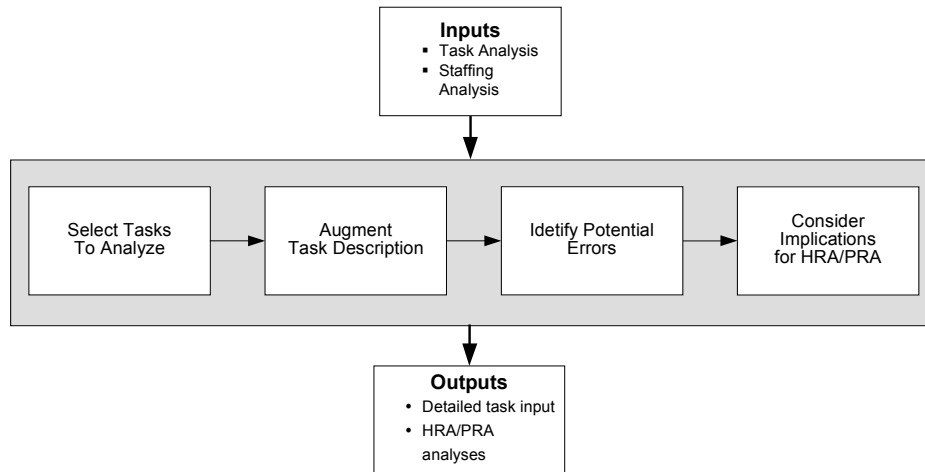 Inputs
▪ Task Analysis
▪ Staffing
Analysis
Select Tasks
To Analyze
Augment
Task Description
Idetify Potential
Errors
Consider
Implications
for HRA/PRA
Outputs
• Detailed task input
• HRA/PRA
analyses